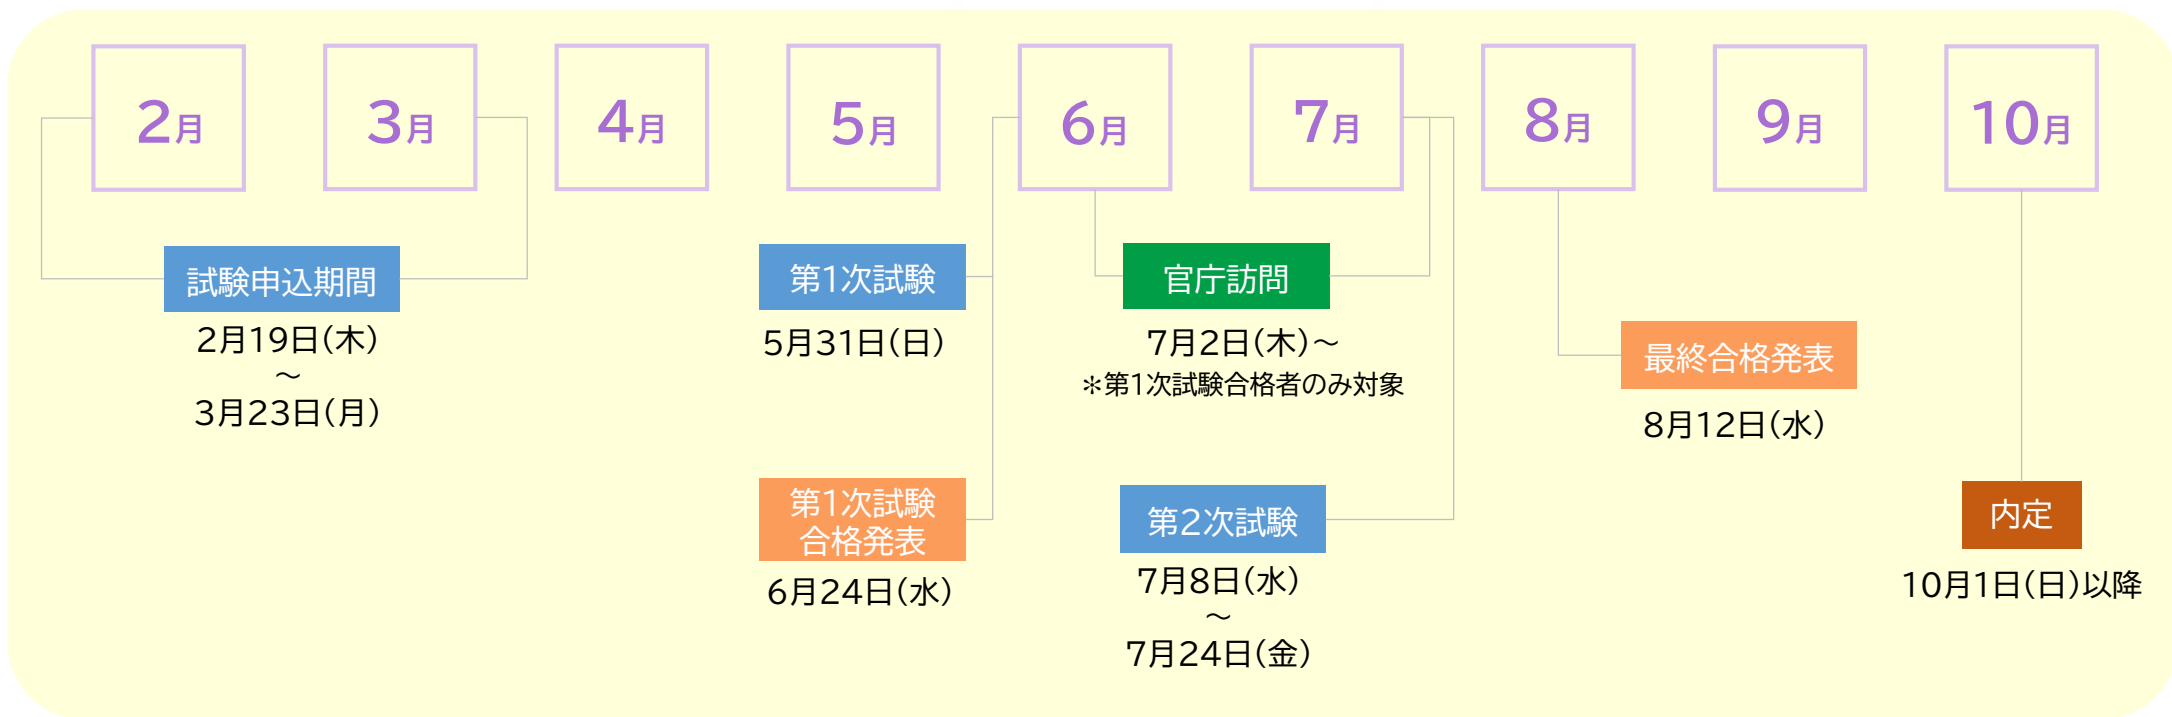 2月
3月
4月
5月
6月
7月
8月
9月
10月
試験申込期間
2月19日(木)
～
3月23日(月)
第1次試験
5月31日(日)
第1次試験
合格発表
6月24日(水)
官庁訪問
7月2日(木)～
＊第1次試験合格者のみ対象
第2次試験
7月8日(水)
～
7月24日(金)
最終合格発表
8月12日(水)
内定
10月1日(日)以降